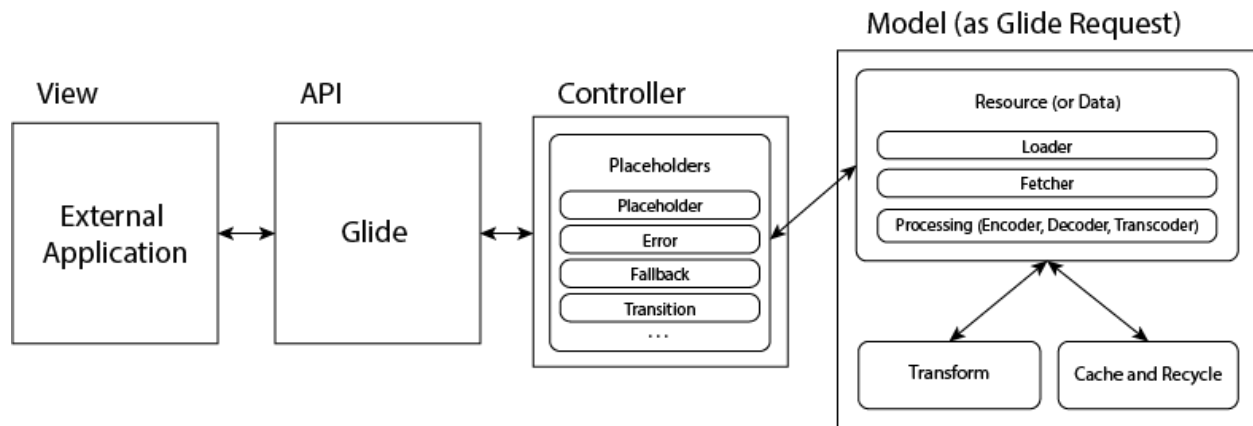 View
External
Application
API
Glide
Controller
Placeholders
Placeholder
Error
Fallback
Transition
...
Model (as Glide Request)
Resource (or Data)
Loader
Fetcher
Processing (Encoder, Decoder, Transcoder)
Transform
Cache and Recycle